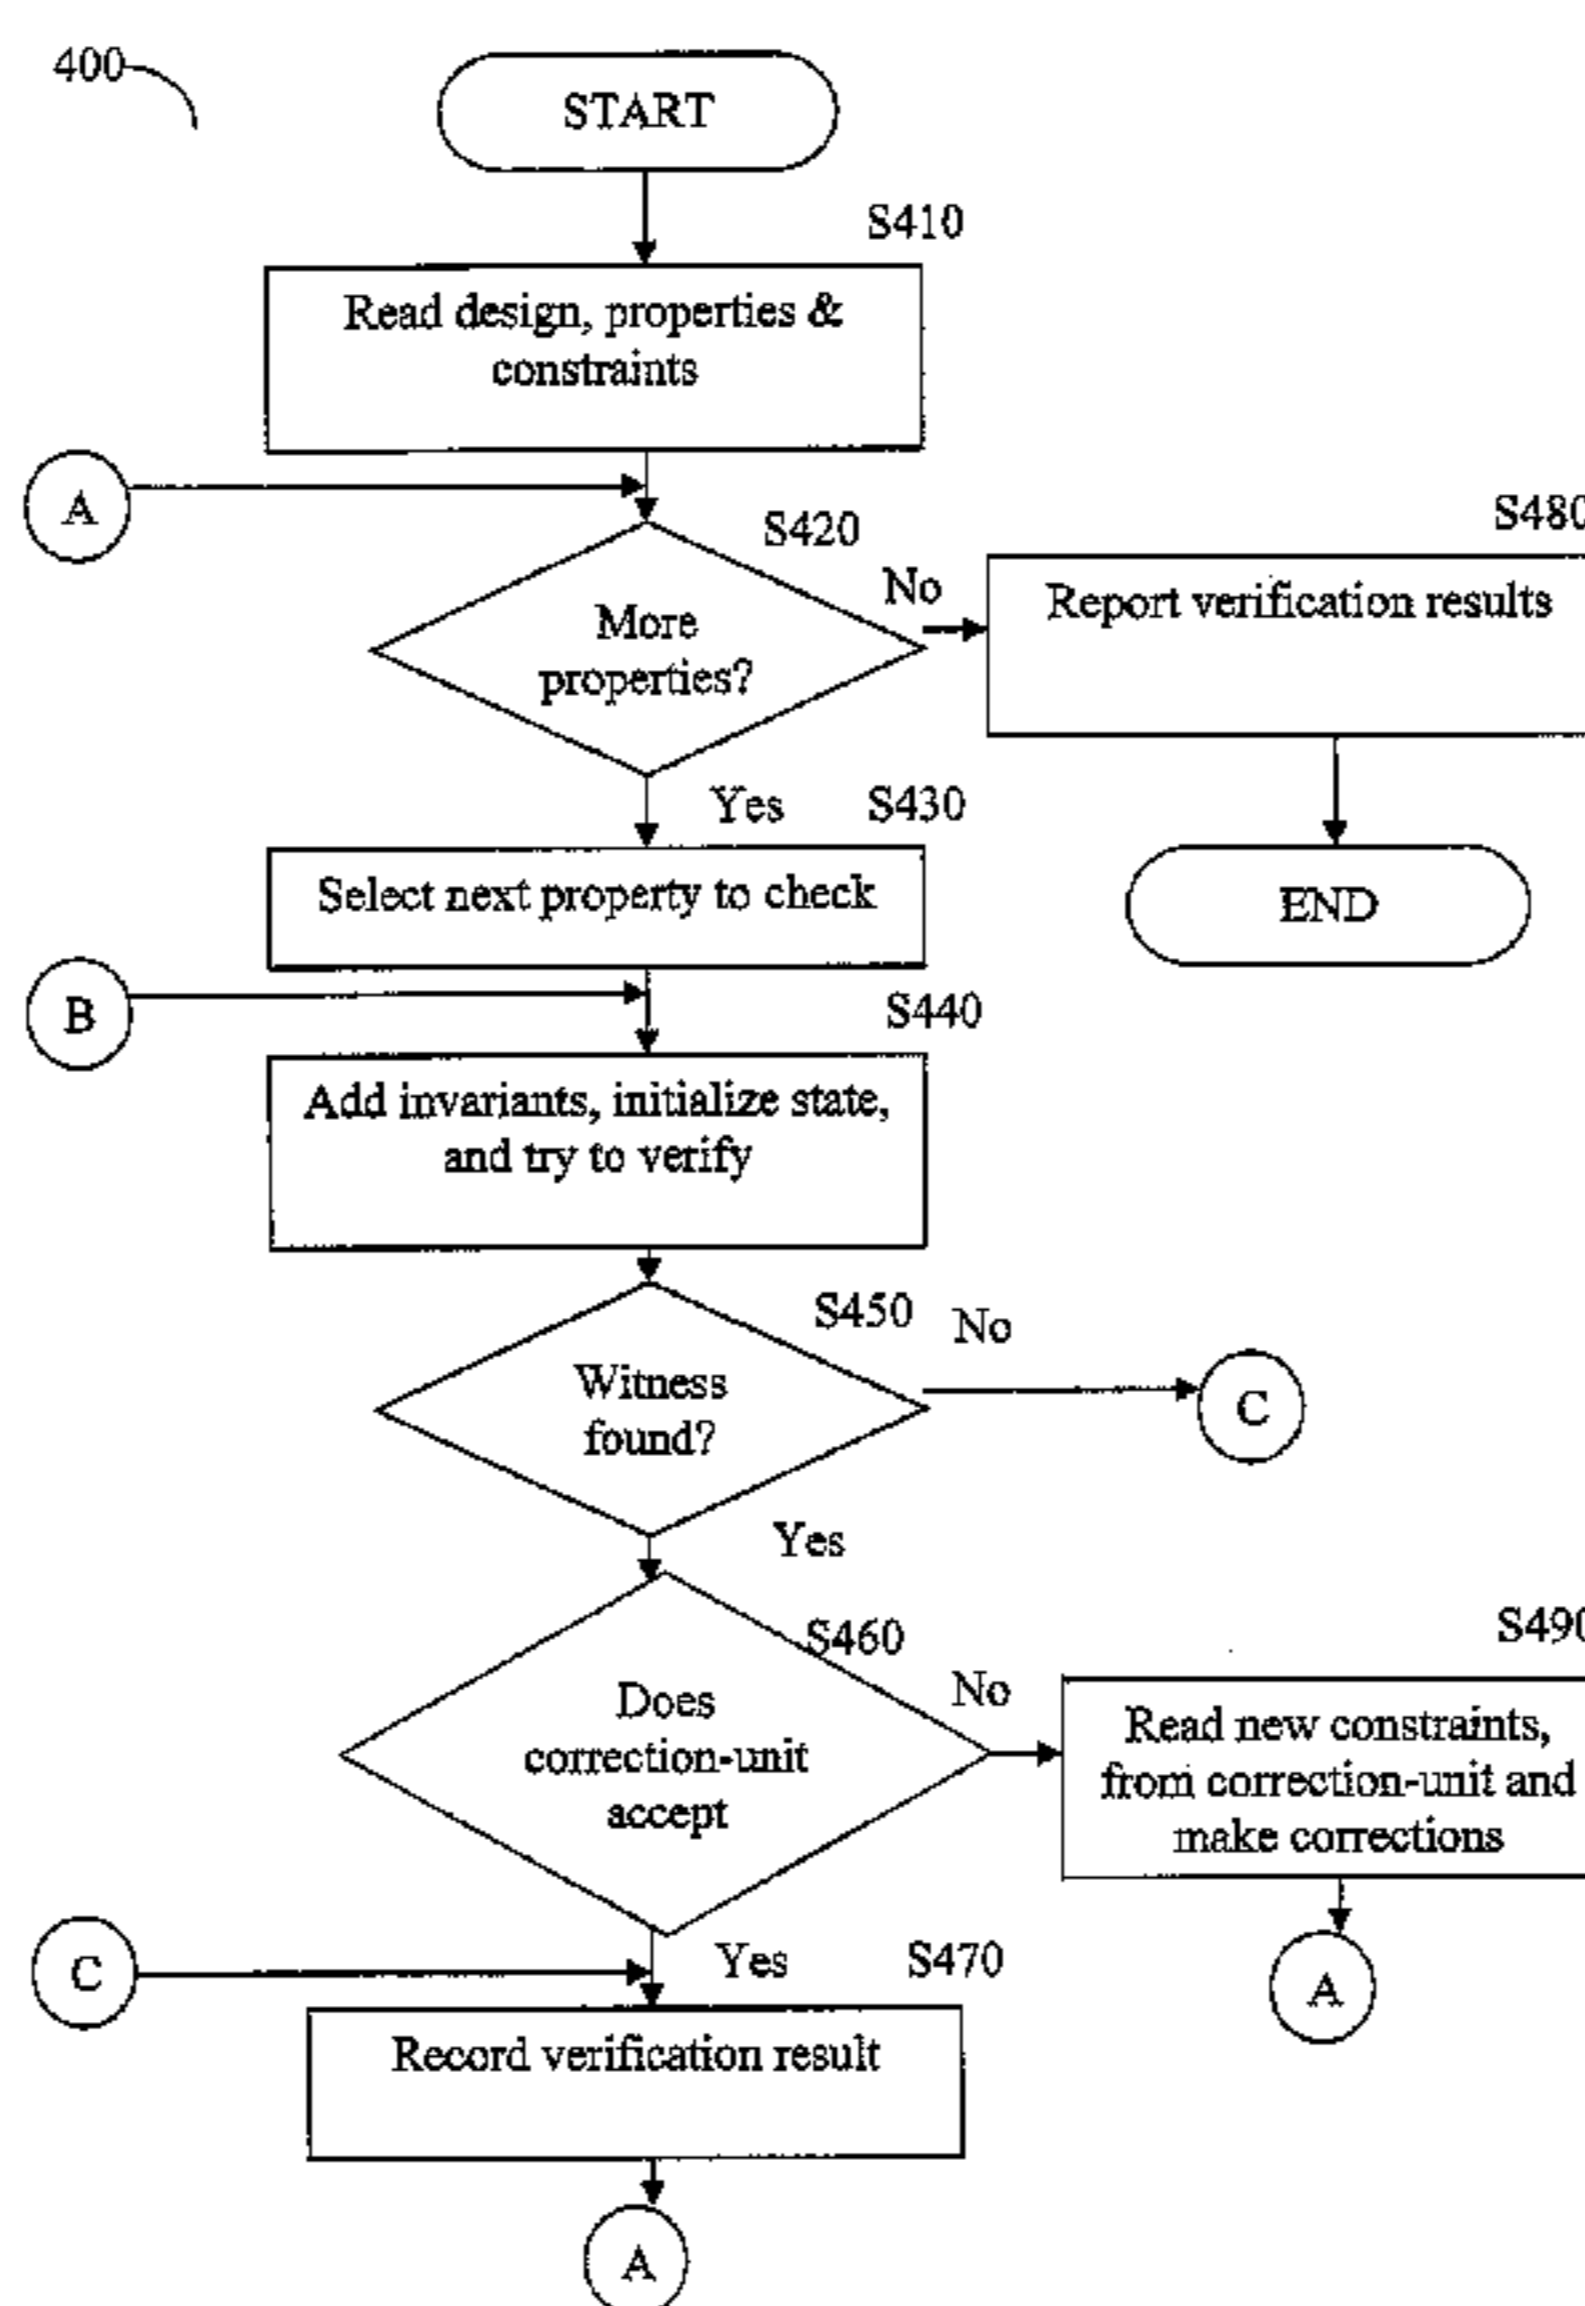 400
START
S410
Read design, properties &
constraints
A
S420
S480
No
Report verification results
More
properties?
Yes
S430
Select next property to check
END
B
S440
Add invariants, initialize state,
and try to verify
S450
No
Witness
found?
C
Yes
S460
S490
No
Does
correction-unit
accept
Read new constraints,
from correction-unit and
make corrections
C
Yes
S470
A
Record verification result
A